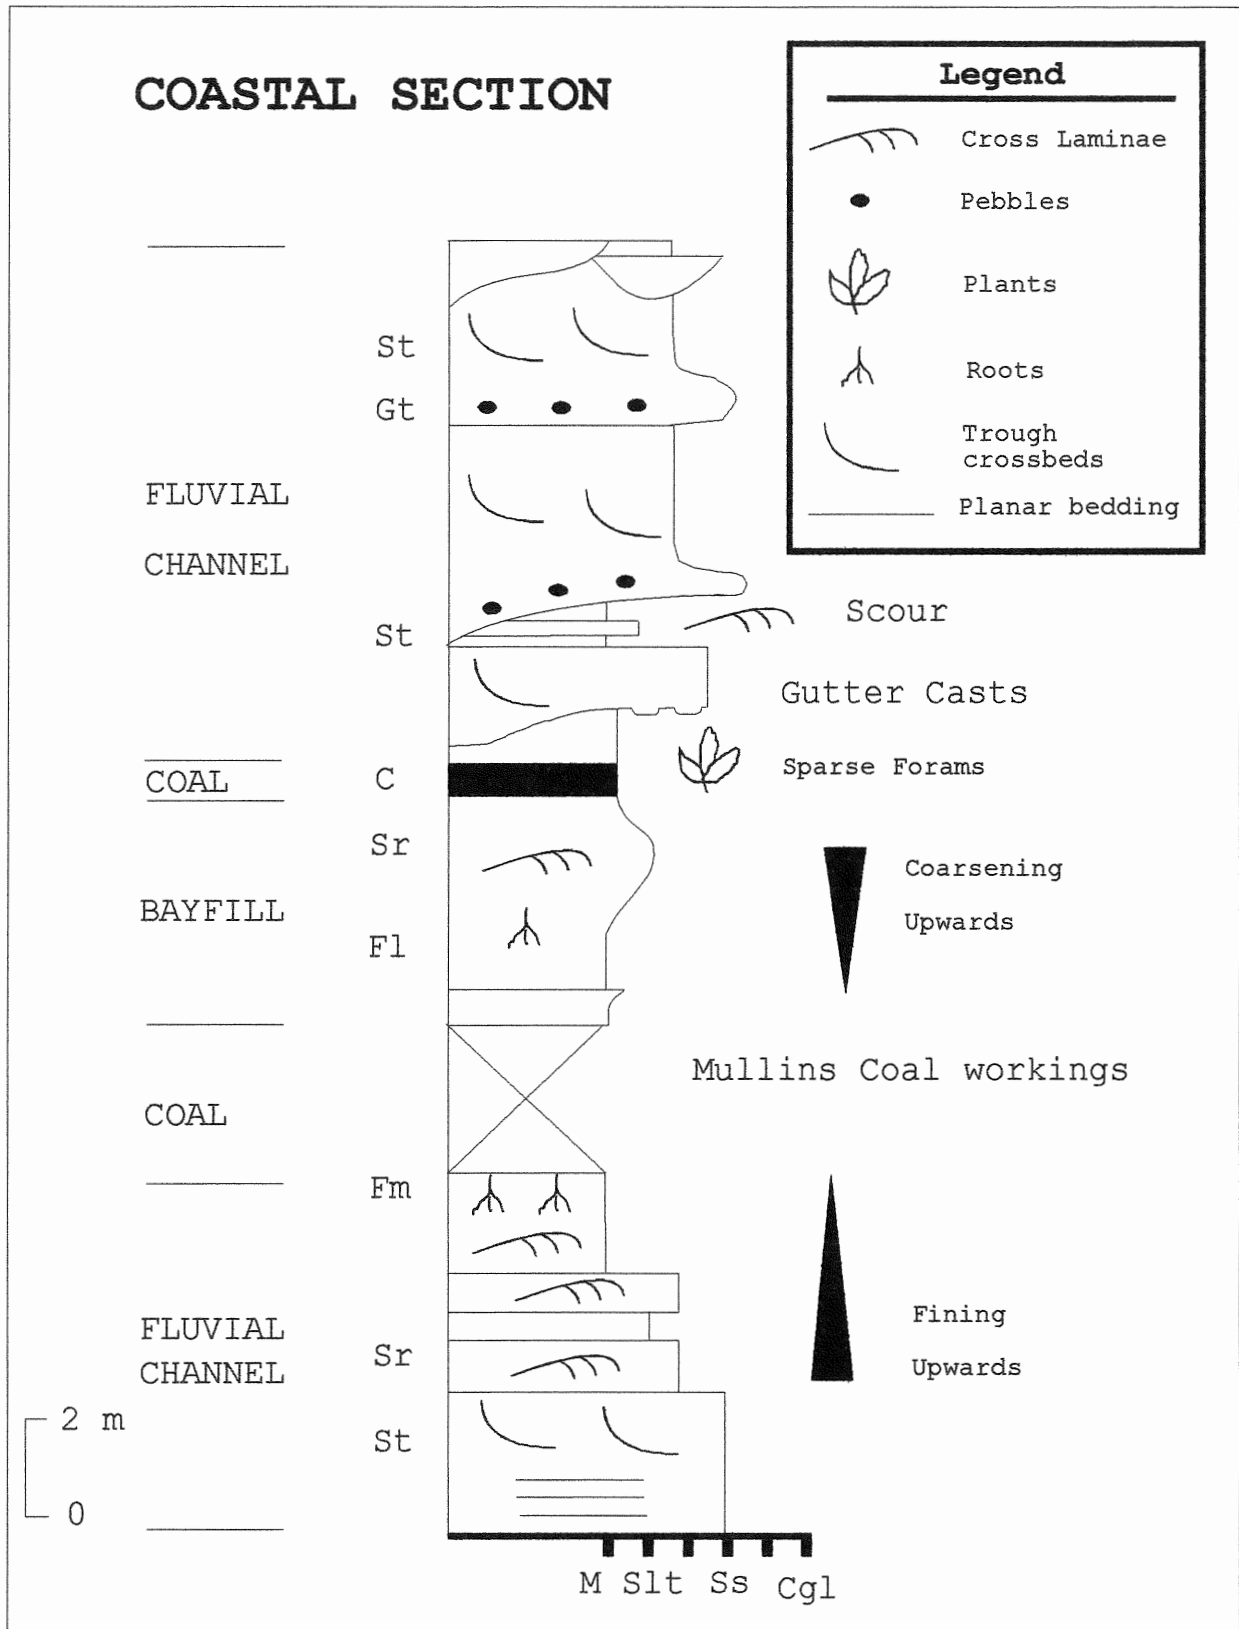 COASTAL SECTION
Legend
Cross Laminae
Pebbles
Plants
Roots
Trough
crossbeds
Planar bedding
St
Gt
FLUVIAL
CHANNEL
Scour
St
Gutter Casts
Sparse Forams
COAL
C
Sr
Coarsening
Upwards
BAYFILL
Fl
Mullins Coal workings
COAL
Fm
Fining
Upwards
FLUVIAL
CHANNEL
Sr
2 m
St
0
M Slt Ss Cgl